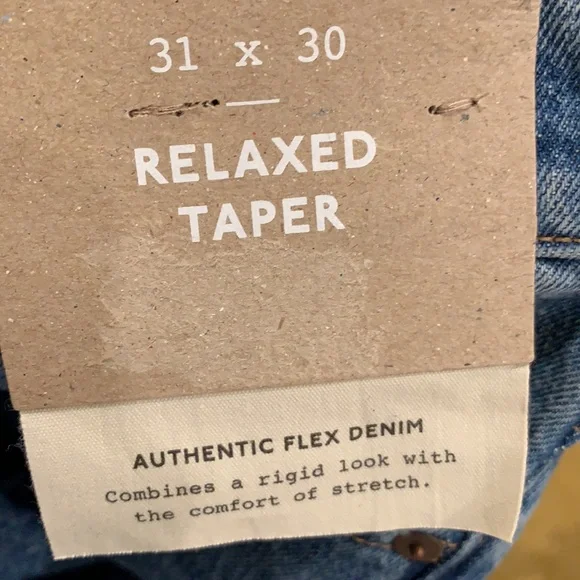 31 x 30
RELAXED
TAPER
AUTHENTIC FLEX DENIM
Combines a rigid look with
the comfort of stretch.